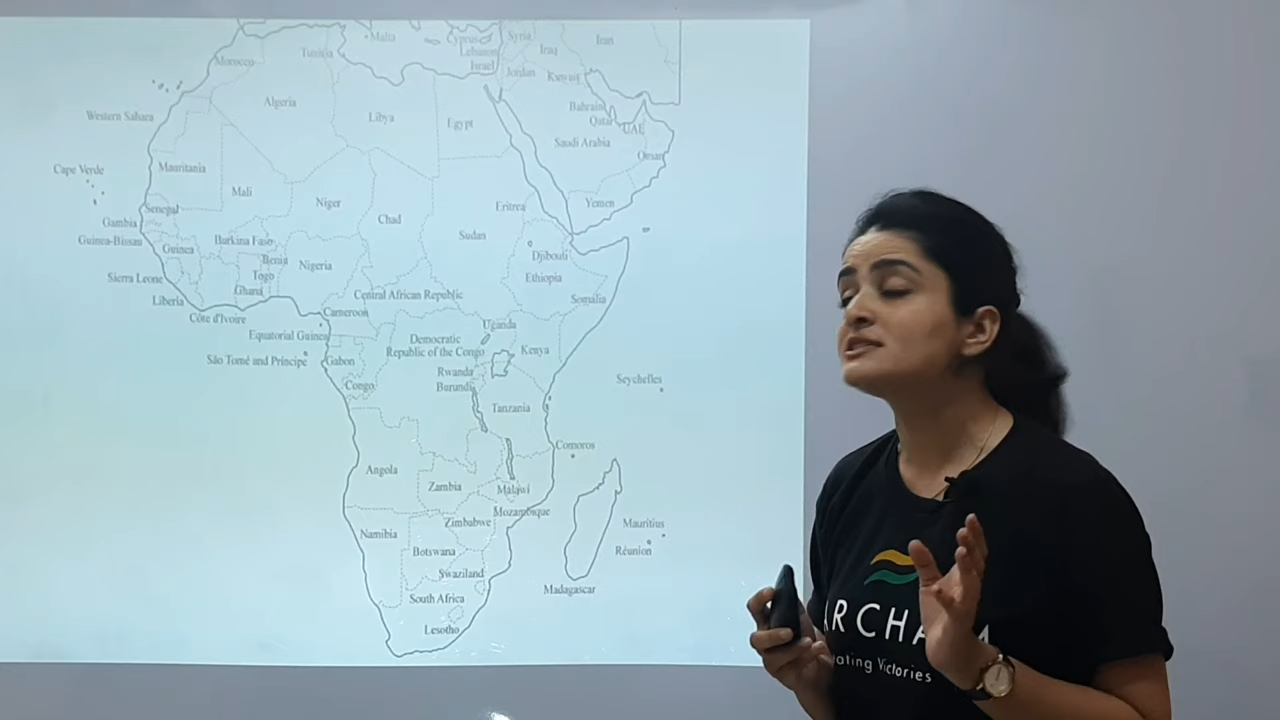 Malta
Cyprus
Syria
Iran
Tunisia
Lebanon
Iraq
Morocco
Israel
Jordan
Kuwait
Algeria
Bahrain
Western Sahara
Libya
Egypt
Qatar
UAE
Saudi Arabia
Oman
Cape Verde
Mauritania
Mali
Niger
Eritrea
Yemen
Senegal
Chad
Gambia
Sudan
Guinea-Bissau
Guinea
Burkina Faso
Benin
Djibouti
Nigeria
Sierra Leone
Togo
Ethiopia
Ghana
Central African Republic
Liberia
Somalia
Côte d'Ivoire
Cameroon
Equatorial Guinea
Uganda
Democratic
Republic of the Congo
Kenya
São Tomé and Príncipe
Gabon
Rwanda
Congo
Burundi
Seychelles
Tanzania
Comoros
Angola
Zambia
Malawi
Mozambique
Zimbabwe
Mauritius
Namibia
Botswana
Réunion
Swaziland
Madagascar
South Africa
Lesotho
Victories